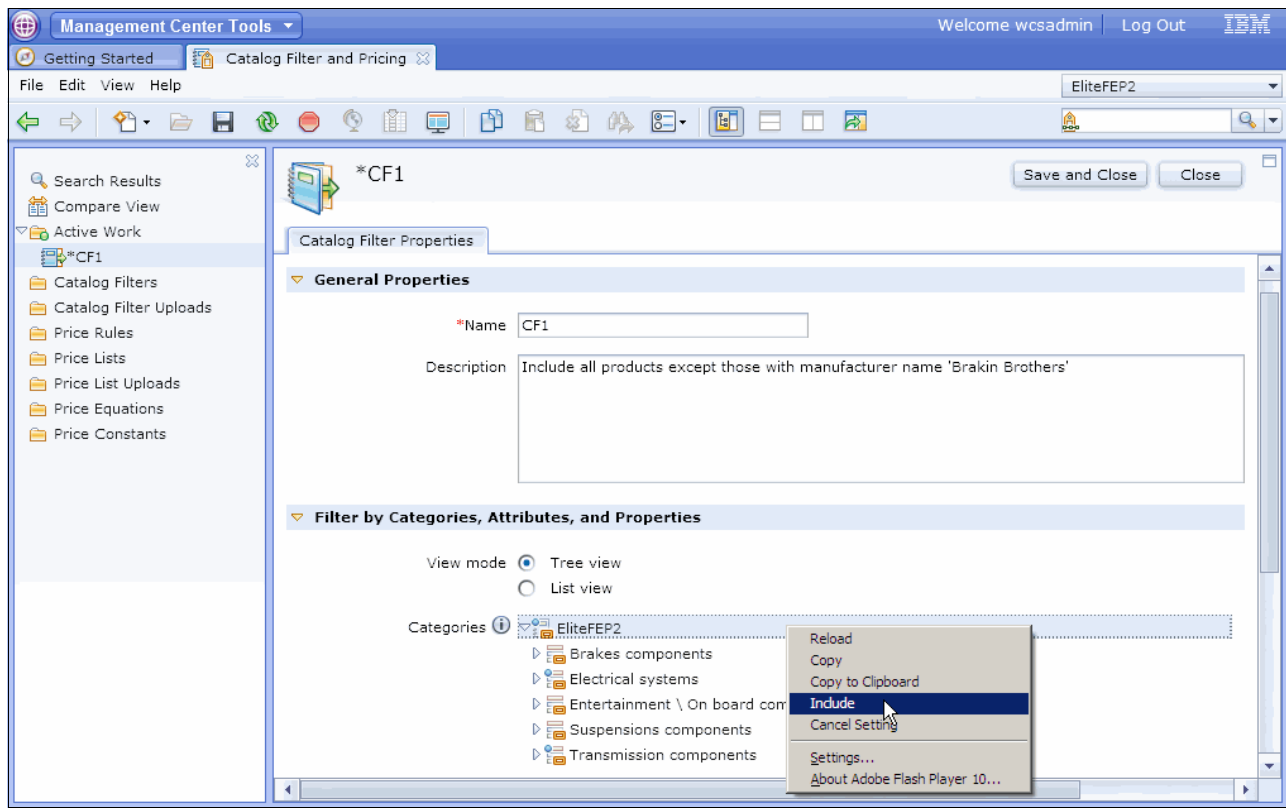 Management Center Tools Welcome wcsadmin Log Out IBM
Getting Started Catalog Filter and Pricing
File Edit View Help EliteFEP2
Search Results
Compare View
Active Work
*CF1
Catalog Filters
Catalog Filter Uploads
Price Rules
Price Lists
Price List Uploads
Price Equations
Price Constants
*CF1 Save and Close Close
Catalog Filter Properties
General Properties
*Name CF1
Description Include all products except those with manufacturer name 'Brakin Brothers'
Filter by Categories, Attributes, and Properties
View mode Tree view
List view
Categories EliteFEP2
Brakes components
Electrical systems
Entertainment \ On board com
Suspensions components
Transmission components
Reload
Copy
Copy to Clipboard
Include
Cancel Setting
Settings...
About Adobe Flash Player 10...